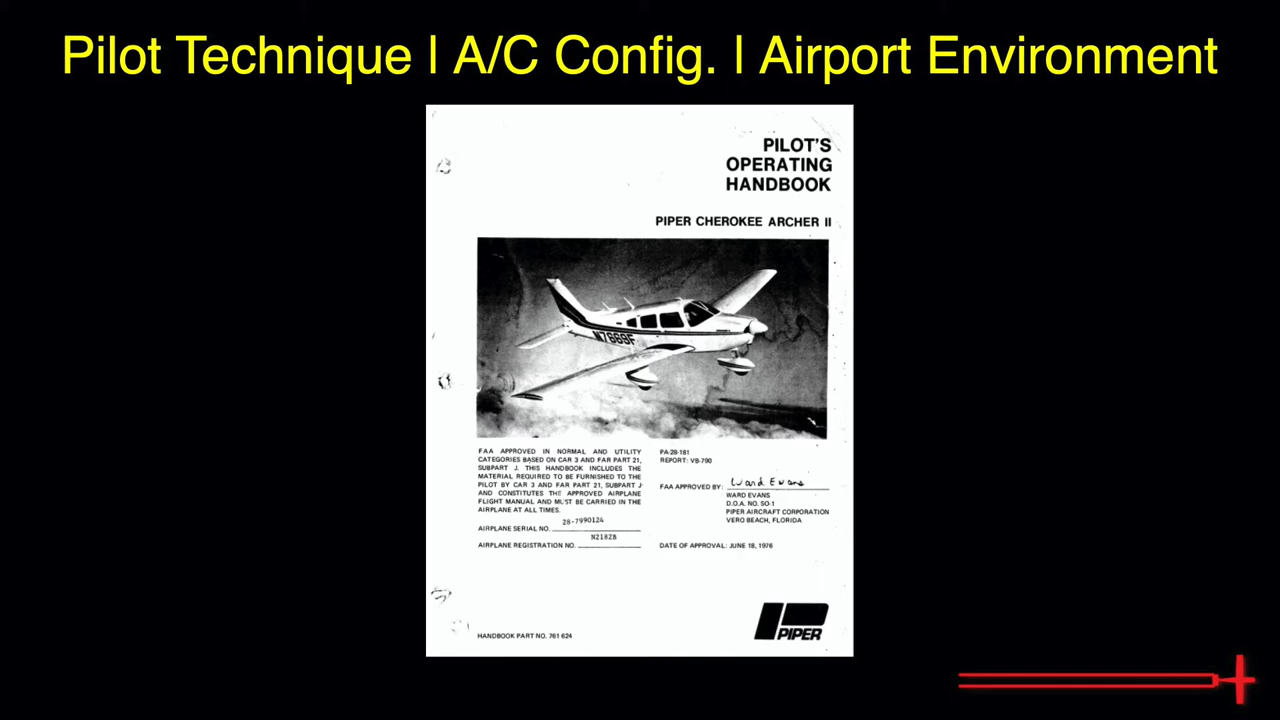 Pilot Technique | A/C Config. | Airport Environment
PILOT'S
OPERATING
HANDBOOK
PIPER CHEROKEE ARCHER II
N7669F
FAA APPROVED IN NORMAL AND UTILITY
CATEGORIES BASED ON CAR 3 AND FAR PART 21,
SUBPART J. THIS HANDBOOK INCLUDES THE
MATERIAL REQUIRED TO BE FURNISHED TO THE
PILOT BY CAR 3 AND FAR PART 21, SUBPART J
AND CONSTITUTES THE APPROVED AIRPLANE
FLIGHT MANUAL AND MUST BE CARRIED IN THE
AIRPLANE AT ALL TIMES.
AIRPLANE SERIAL NO. 28-7990124
AIRPLANE REGISTRATION NO. N2182B
PA-28-181
REPORT: VB-790
FAA APPROVED BY: Ward Evans
WARD EVANS
D.O.A. NO. SO-1
PIPER AIRCRAFT CORPORATION
VERO BEACH, FLORIDA
DATE OF APPROVAL: JUNE 18, 1976
HANDBOOK PART NO. 761 624
PIPER